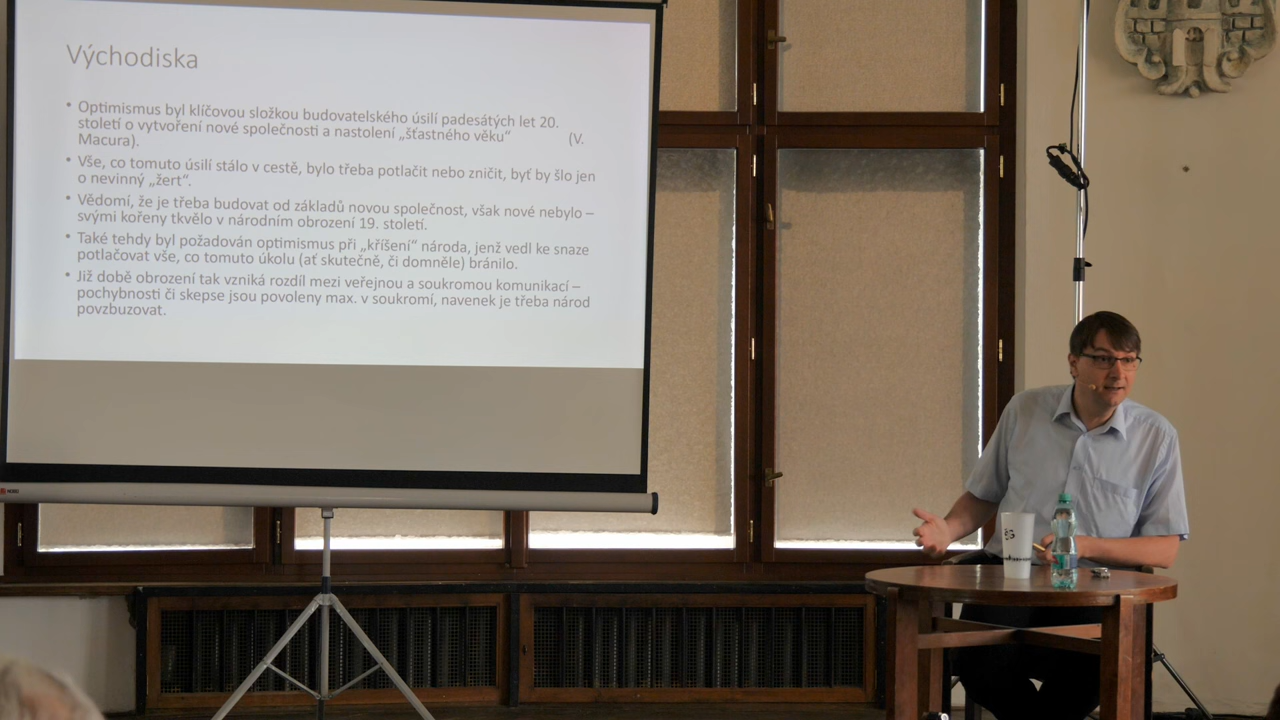 Východiska
• Optimismus byl klíčovou složkou budovatelského úsilí padesátých let 20.
století o vytvoření nové společnosti a nastolení „šťastného věku“ (V.
Macura).
• Vše, co tomuto úsilí stálo v cestě, bylo třeba potlačit nebo zničit, byť by šlo jen
o nevinný „žert“.
• Vědomí, že je třeba budovat od základů novou společnost, však nové nebylo –
svými kořeny tkvělo v národním obrození 19. století.
• Také tehdy byl požadován optimismus při „kříšení“ národa, jenž vedl ke snaze
potlačovat vše, co tomuto úkolu (ať skutečně, či domněle) bránilo.
• Již době obrození tak vzniká rozdíl mezi veřejnou a soukromou komunikací –
pochybnosti či skepse jsou povoleny max. v soukromí, navenek je třeba národ
povzbuzovat.